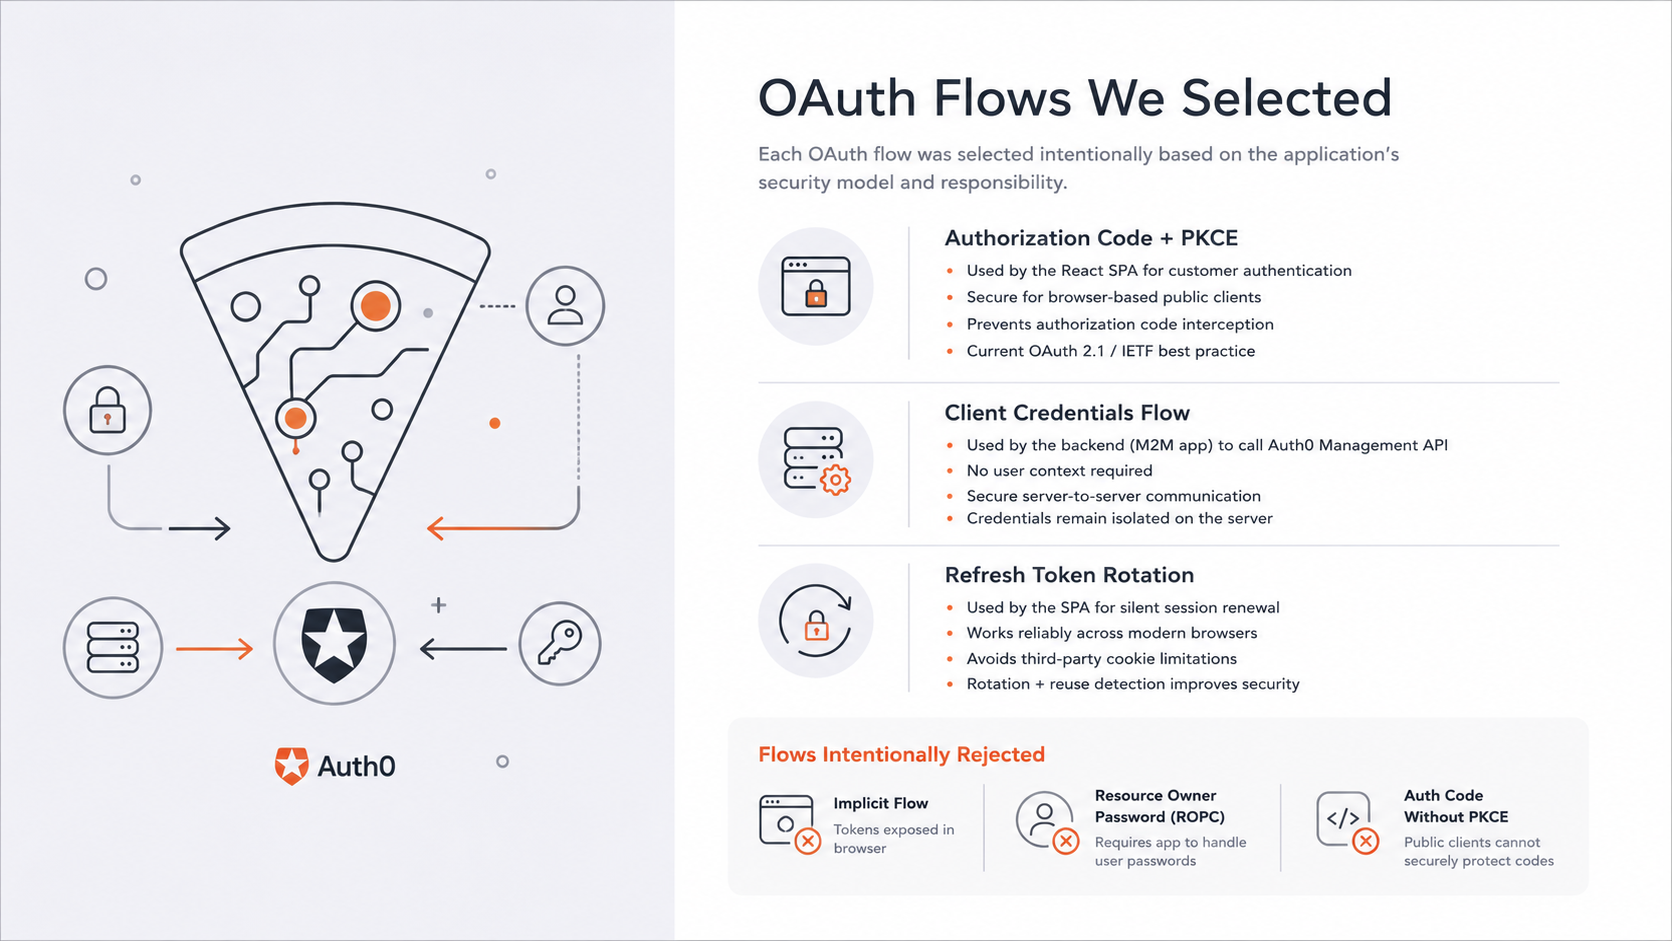 OAuth Flows We Selected
Each OAuth flow was selected intentionally based on the application's
security model and responsibility.
Authorization Code + PKCE
• Used by the React SPA for customer authentication
• Secure for browser-based public clients
• Prevents authorization code interception
• Current OAuth 2.1 / IETF best practice
Client Credentials Flow
• Used by the backend (M2M app) to call Auth0 Management API
• No user context required
• Secure server-to-server communication
• Credentials remain isolated on the server
Refresh Token Rotation
• Used by the SPA for silent session renewal
• Works reliably across modern browsers
• Avoids third-party cookie limitations
• Rotation + reuse detection improves security
Flows Intentionally Rejected
Implicit Flow
Tokens exposed in
browser
Resource Owner
Password (ROPC)
Requires app to handle
user passwords
</>
Auth Code
Without PKCE
Public clients cannot
securely protect codes
Auth0